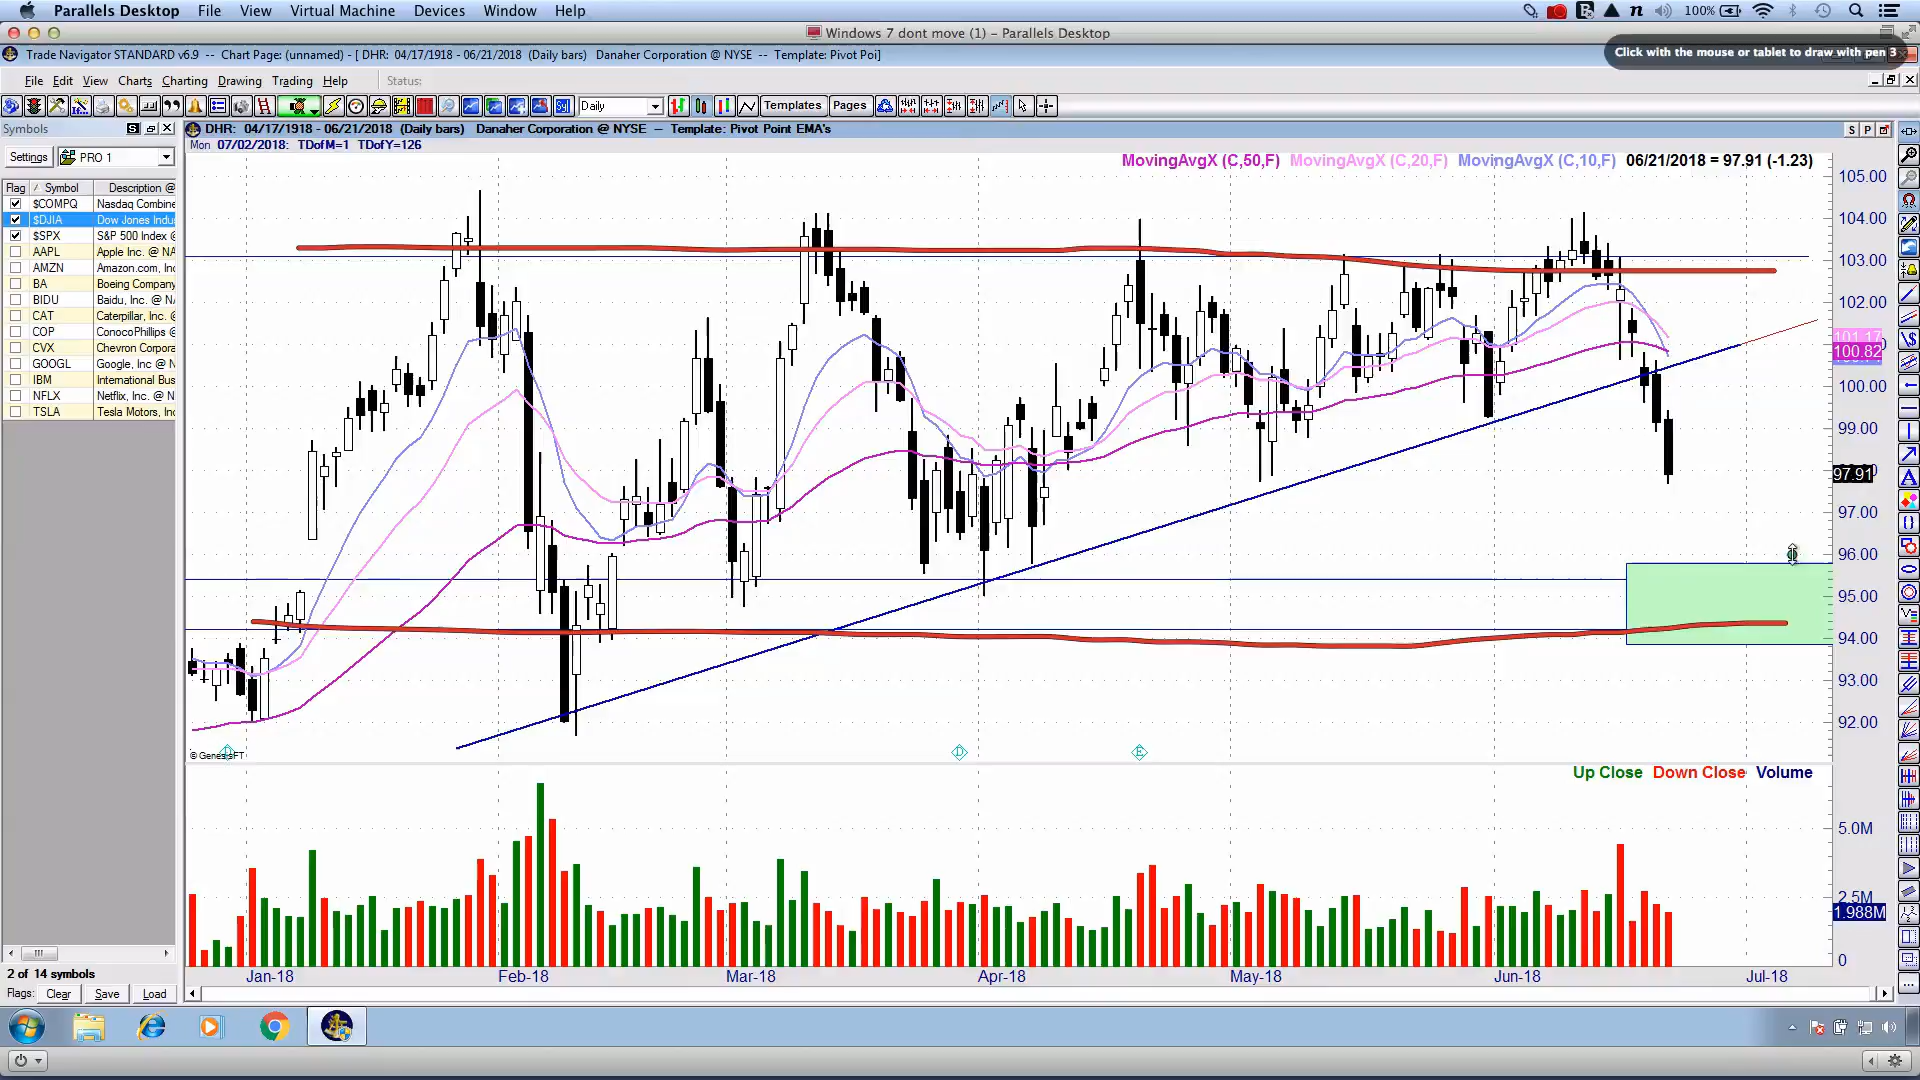 Parallels Desktop File View Virtual Machine Devices Window Help 100%
Windows 7 dont move (1) - Parallels Desktop
Trade Navigator STANDARD v6.9 -- Chart Page: (unnamed) - [ DHR: 04/17/1918 - 06/21/2018 (Daily bars) Danaher Corporation @ NYSE -- Template: Pivot Poi]
Click with the mouse or tablet to draw with pen 3
File Edit View Charts Charting Drawing Trading Help Status:
Daily Templates Pages
Symbols S
DHR: 04/17/1918 - 06/21/2018 (Daily bars) Danaher Corporation @ NYSE -- Template: Pivot Point EMA's S P
Mon 07/02/2018: TDofM=1 TDofY=126
Settings PRO 1
MovingAvgX (C,50,F) MovingAvgX (C,20,F) MovingAvgX (C,10,F) 06/21/2018 = 97.91 (-1.23)
Flag Symbol Description @
$COMPQ Nasdaq Combine
$DJIA Dow Jones Indu
$SPX S&P 500 Index @
AAPL Apple Inc. @ NA
AMZN Amazon.com, Inc
BA Boeing Company
BIDU Baidu, Inc. @ N
CAT Caterpillar, Inc. @
COP ConocoPhillips @
CVX Chevron Corpora
GOOGL Google, Inc @ N
IBM International Bus
NFLX Netflix, Inc. @ N
TSLA Tesla Motors, Inc
105.00
104.00
103.00
102.00
101.17
100.82
100.00
99.00
97.91
97.00
96.00
95.00
94.00
93.00
92.00
D D E
© GenesisFT
Up Close Down Close Volume
5.0M
2.5M
1.988M
0
Jan-18 Feb-18 Mar-18 Apr-18 May-18 Jun-18 Jul-18
2 of 14 symbols
Flags: Clear Save Load